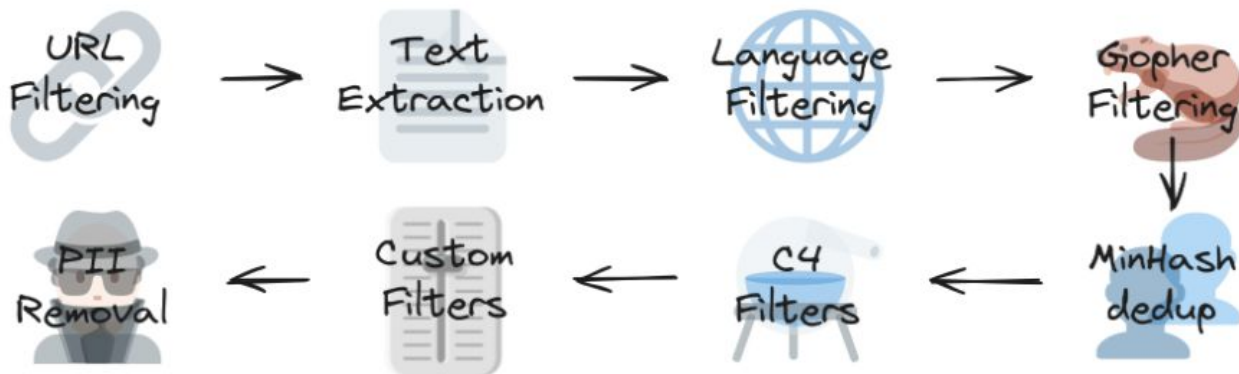 URL
Filtering
Text
Extraction
Language
Filtering
Gopher
Filtering
MinHash
dedup
C4
Filters
Custom
Filters
PII
Removal